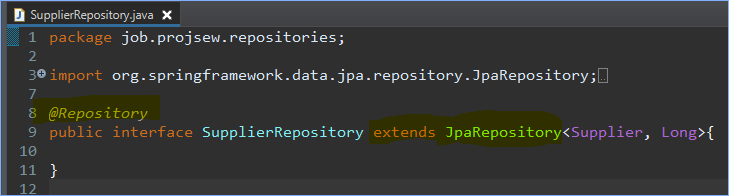 SupplierRepository.java
1 package job.projsew.repositories;
2
3 import org.springframework.data.jpa.repository.JpaRepository;
7
8 @Repository
9 public interface SupplierRepository extends JpaRepository<Supplier, Long>{
10
11 }
12